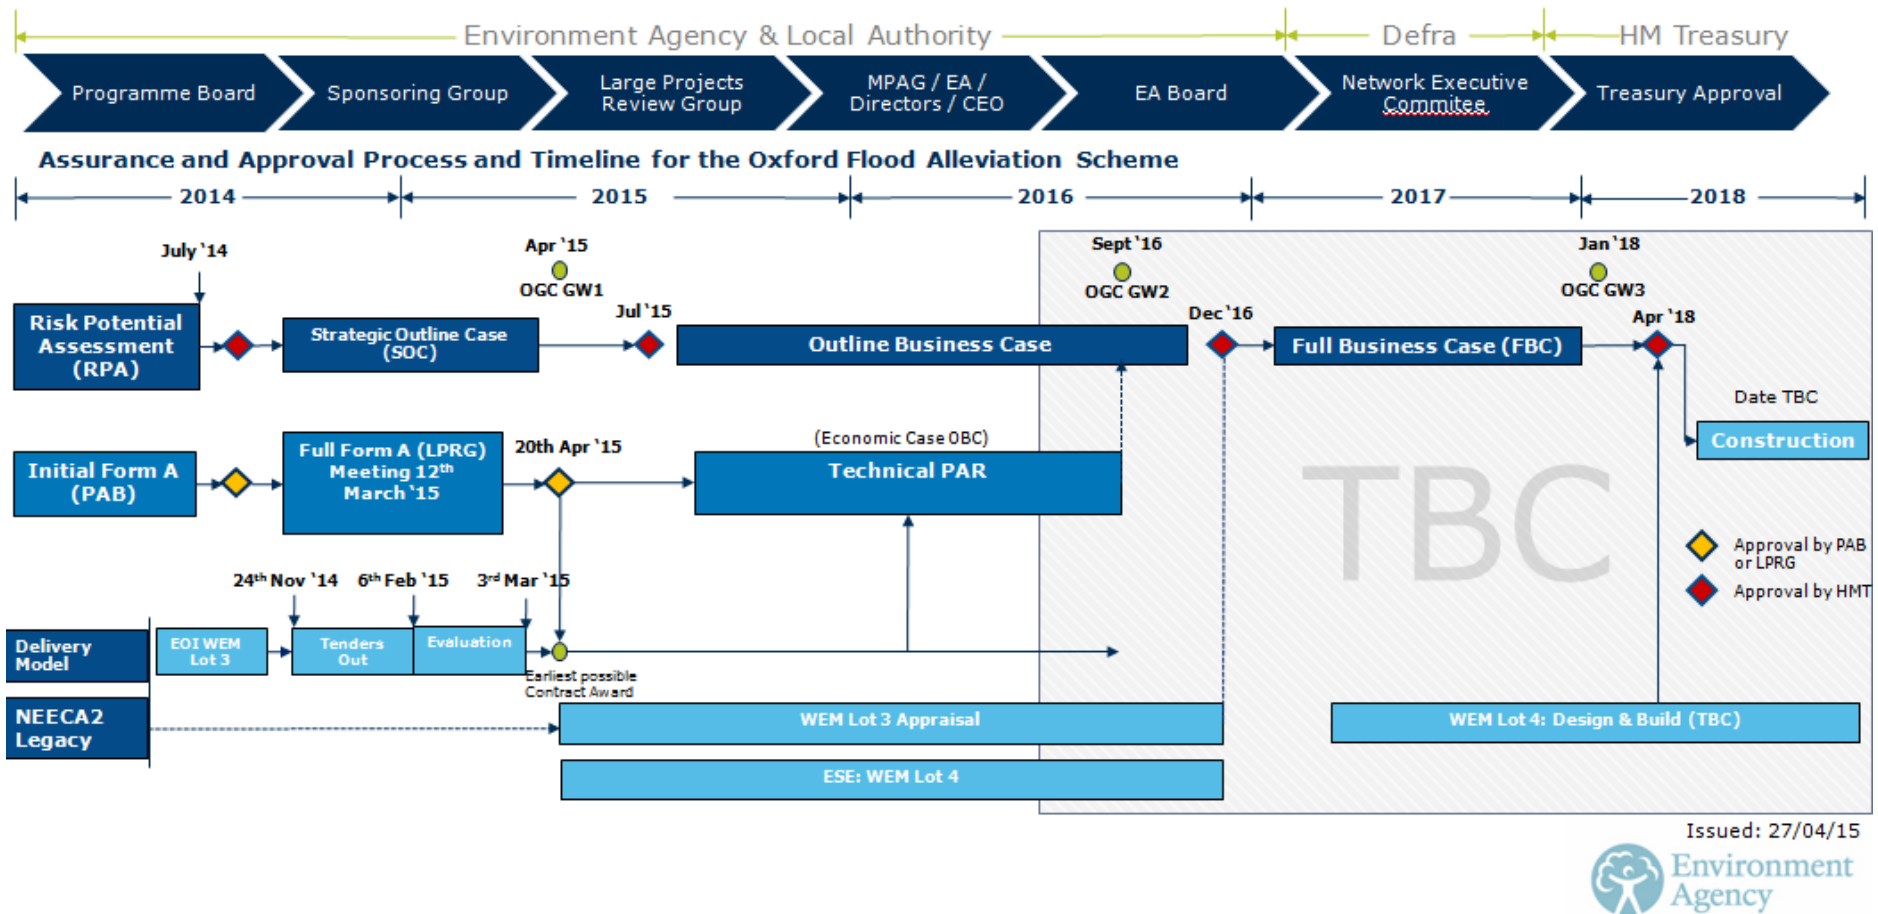 Environment Agency & Local Authority
Defra
HM Treasury
Programme Board
Sponsoring Group
Large Projects
Review Group
MPAG / EA /
Directors / CEO
EA Board
Network Executive
Commitee
Treasury Approval
Assurance and Approval Process and Timeline for the Oxford Flood Alleviation Scheme
2014
2015
2016
2017
2018
July '14
Apr '15
OGC GW1
Jul '15
Sept '16
OGC GW2
Dec '16
Jan '18
OGC GW3
Apr '18
Risk Potential
Assessment
(RPA)
Strategic Outline Case
(SOC)
Outline Business Case
Full Business Case (FBC)
Date TBC
Construction
Initial Form A
(PAB)
Full Form A (LPRG)
Meeting 12th
March '15
20th Apr '15
(Economic Case OBC)
Technical PAR
TBC
Approval by PAB
or LPRG
Approval by HMT
24th Nov '14
6th Feb '15
3rd Mar '15
Delivery
Model
EOI WEM
Lot 3
Tenders
Out
Evaluation
Earliest possible
Contract Award
NEECA2
Legacy
WEM Lot 3 Appraisal
WEM Lot 4: Design & Build (TBC)
ESE: WEM Lot 4
Issued: 27/04/15
Environment
Agency